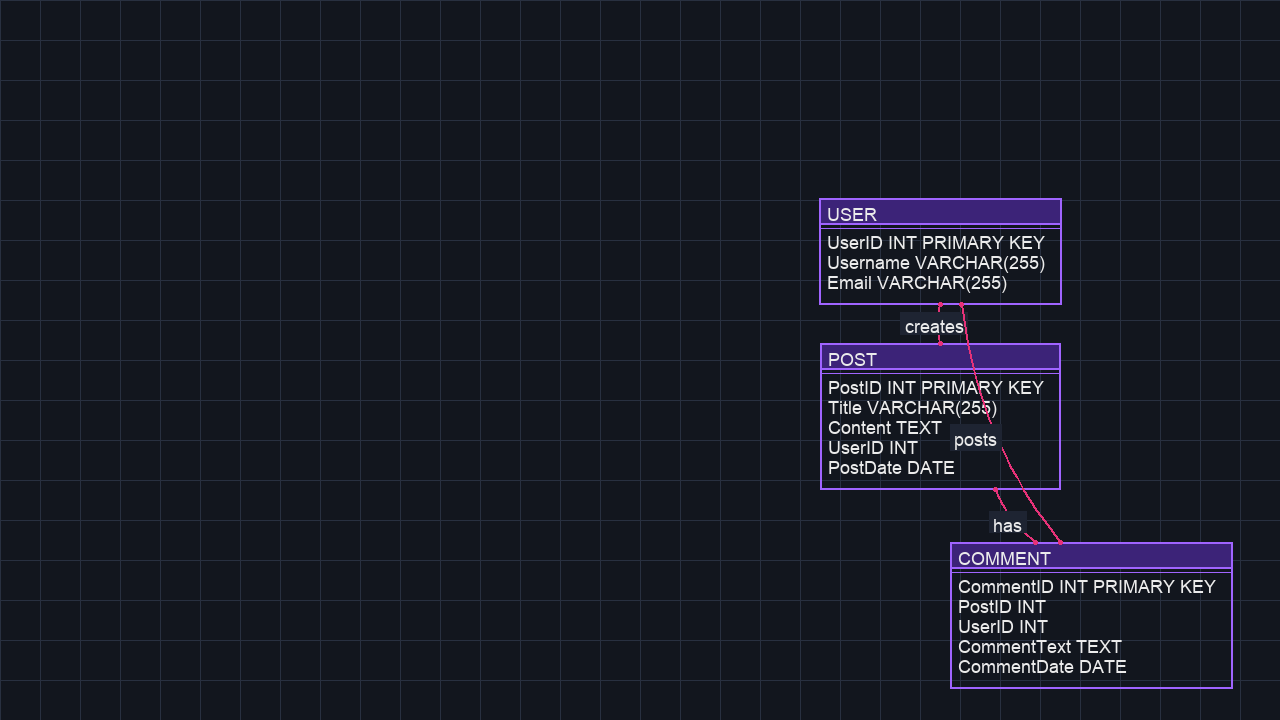 USER
UserID INT PRIMARY KEY
Username VARCHAR(255)
Email VARCHAR(255)
creates
POST
PostID INT PRIMARY KEY
Title VARCHAR(255)
Content TEXT
posts
UserID INT
PostDate DATE
has
COMMENT
CommentID INT PRIMARY KEY
PostID INT
UserID INT
CommentText TEXT
CommentDate DATE